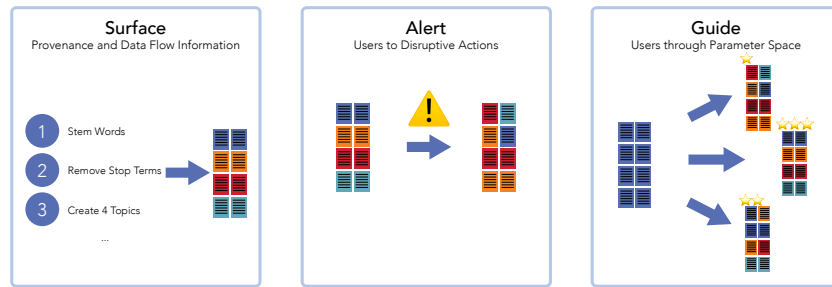 Surface
Provenance and Data Flow Information
1 Stem Words
2 Remove Stop Terms
3 Create 4 Topics
...
Alert
Users to Disruptive Actions
!
Guide
Users through Parameter Space